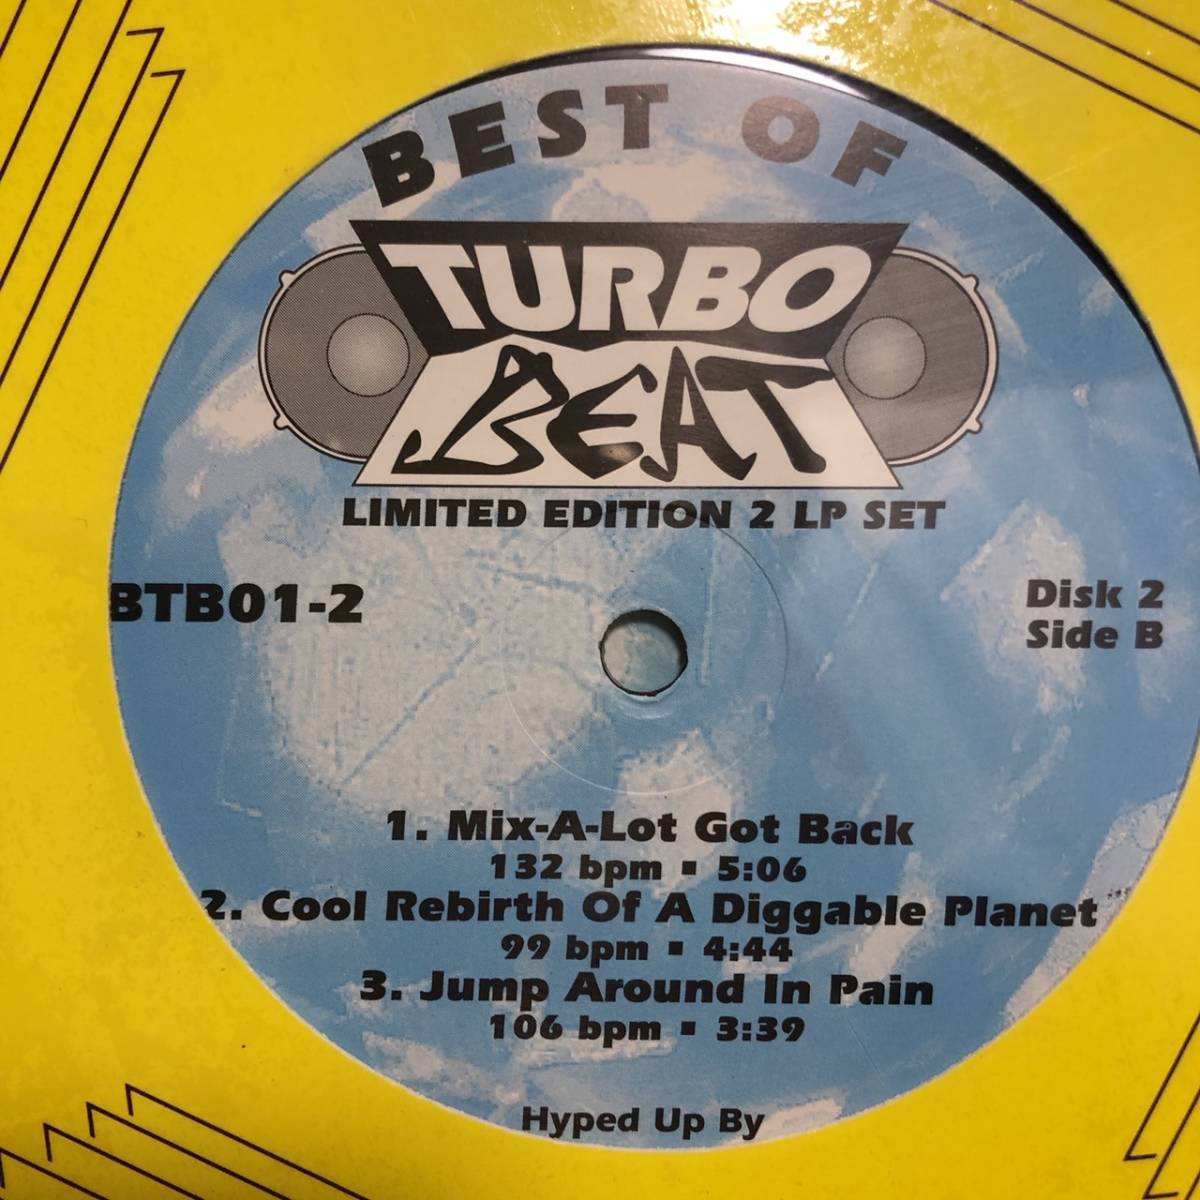 BEST OF
TURBO
BEAT
LIMITED EDITION 2 LP SET
BTB01-2
Disk 2
Side B
1. Mix-A-Lot Got Back
132 bpm ▪ 5:06
2. Cool Rebirth Of A Diggable Planet
99 bpm ▪ 4:44
3. Jump Around In Pain
106 bpm ▪ 3:39
Hyped Up By